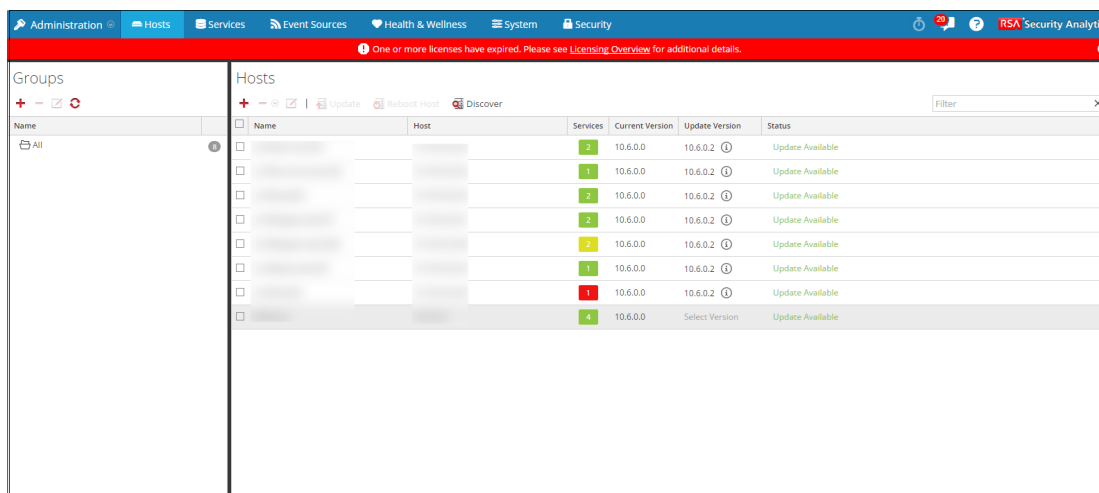 Administration Hosts Services Event Sources Health & Wellness System Security 20 ? RSA Security Analyti
One or more licenses have expired. Please see Licensing Overview for additional details.
Groups
Hosts
Update Reboot Host Discover Filter
Name
Name Host Services Current Version Update Version Status
All 8
2 10.6.0.0 10.6.0.2 Update Available
1 10.6.0.0 10.6.0.2 Update Available
2 10.6.0.0 10.6.0.2 Update Available
2 10.6.0.0 10.6.0.2 Update Available
2 10.6.0.0 10.6.0.2 Update Available
1 10.6.0.0 10.6.0.2 Update Available
1 10.6.0.0 10.6.0.2 Update Available
4 10.6.0.0 Select Version Update Available